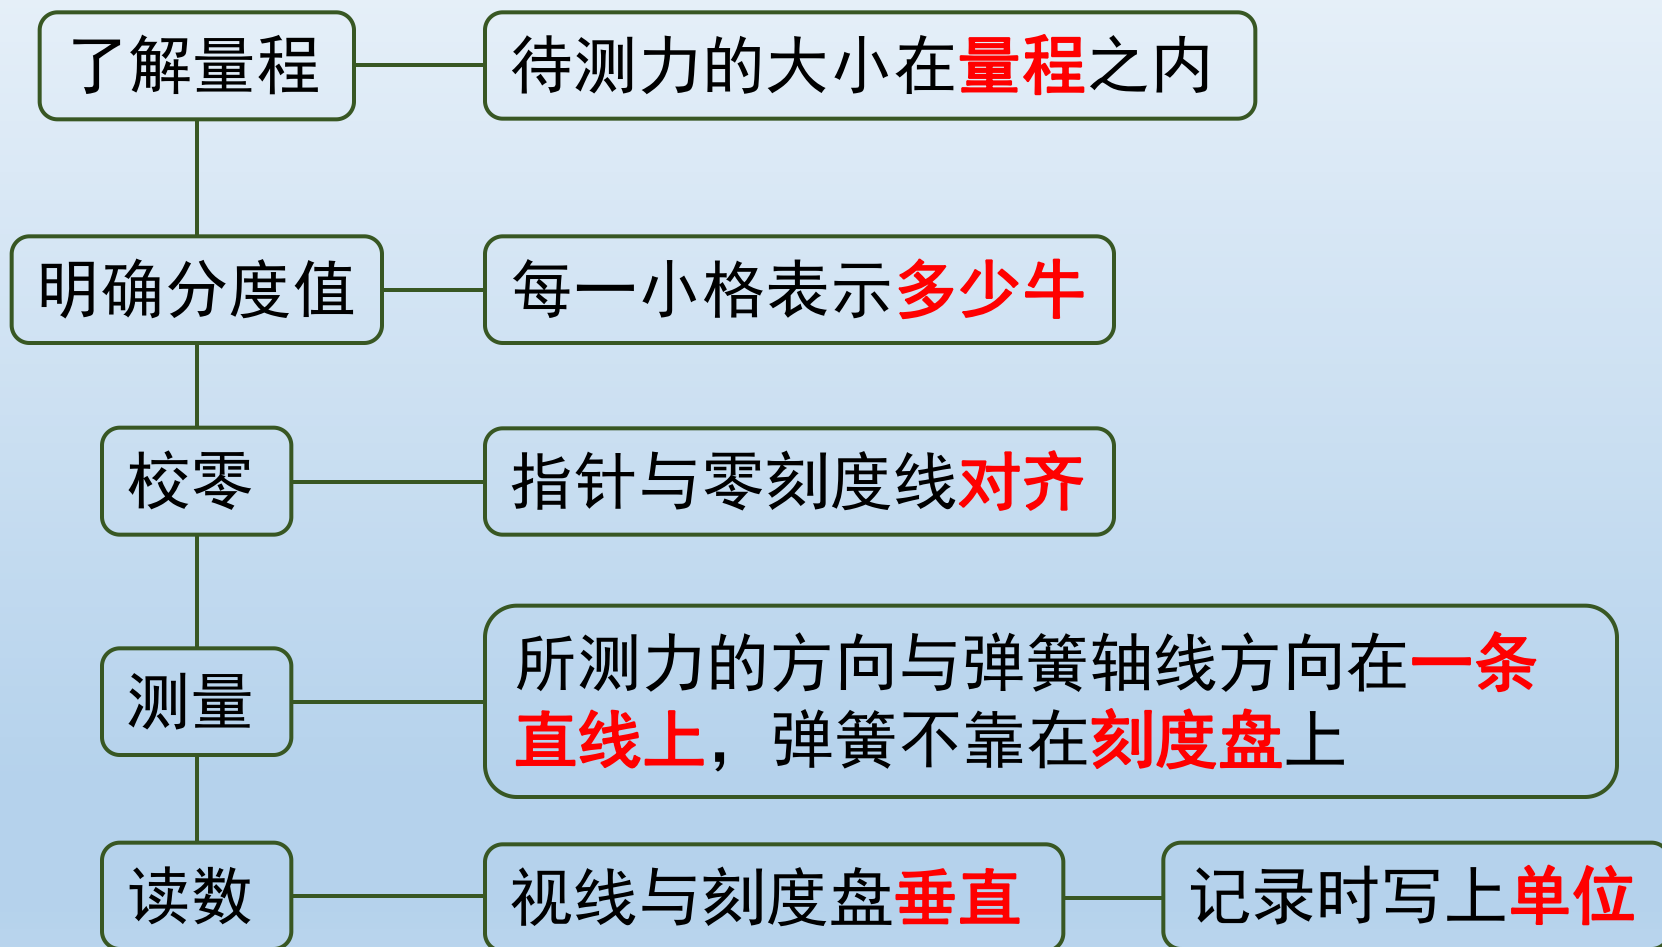 了解量程
待测力的大小在量程之内
明确分度值
每一小格表示多少牛
校零
指针与零刻度线对齐
测量
所测力的方向与弹簧轴线方向在一条
直线上，弹簧不靠在刻度盘上
读数
视线与刻度盘垂直
记录时写上单位